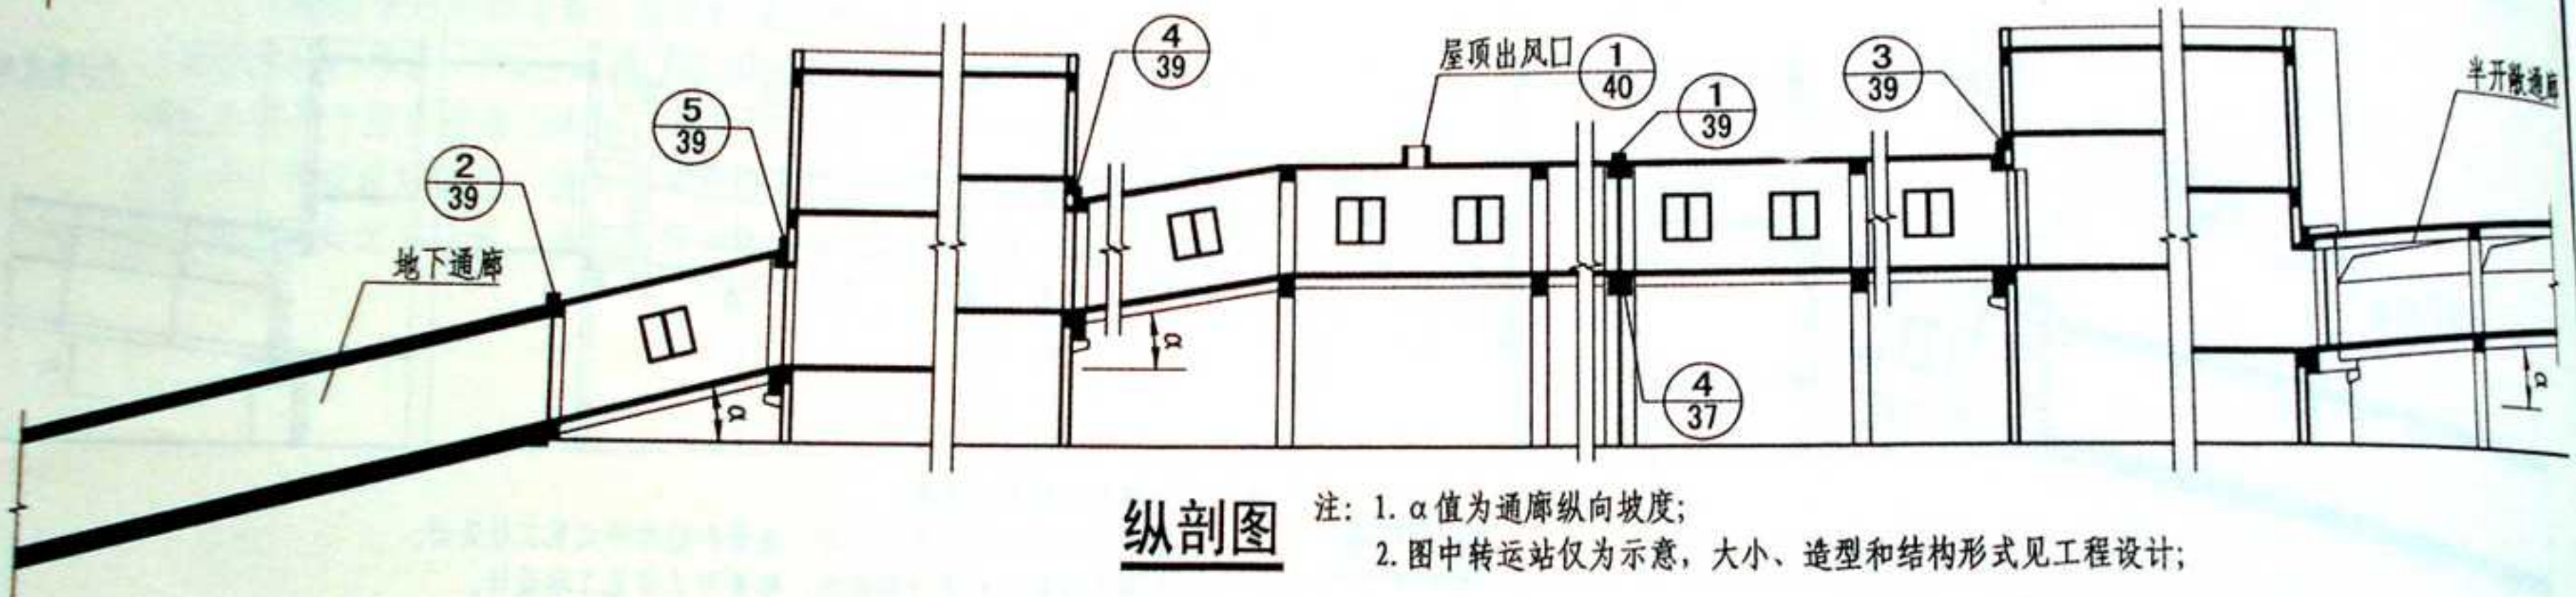 4
39
屋顶出风口
1
40
3
39
半开敞通廊
5
39
1
39
2
39
地下通廊
α
α
4
37
α
纵剖图
注: 1. α值为通廊纵向坡度;
2. 图中转运站仅为示意, 大小、造型和结构形式见工程设计;